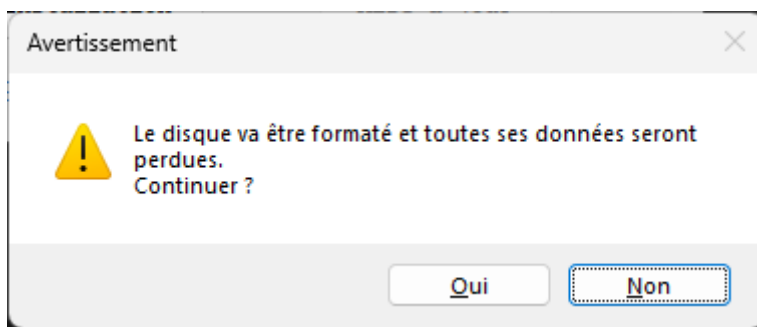 Avertissement
Le disque va être formaté et toutes ses données seront
perdues.
Continuer ?
Oui
Non